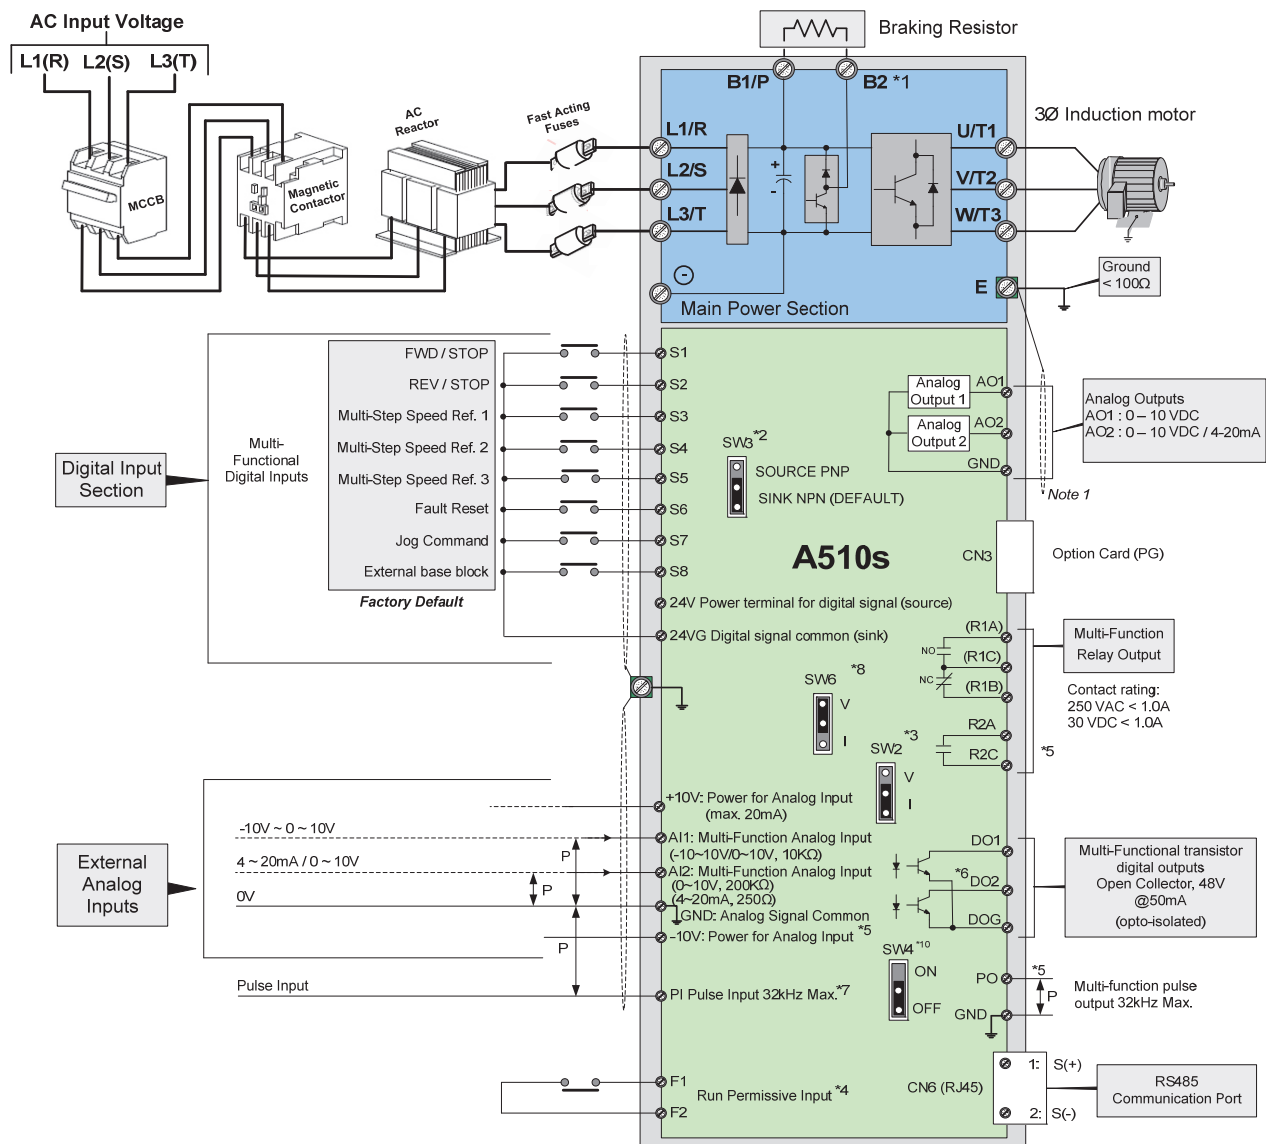 AC Input Voltage
L1(R) L2(S) L3(T)
MCCB
Magnetic
Contactor
AC
Reactor
Fast Acting
Fuses
Braking Resistor
B1/P
B2 *1
L1/R
L2/S
L3/T
+
-
U/T1
V/T2
W/T3
E
Main Power Section
3Ø Induction motor
Ground
< 100Ω
Digital Input
Section
Multi-
Functional
Digital Inputs
FWD / STOP
REV / STOP
Multi-Step Speed Ref. 1
Multi-Step Speed Ref. 2
Multi-Step Speed Ref. 3
Fault Reset
Jog Command
External base block
Factory Default
S1
S2
S3
S4
S5
S6
S7
S8
24V Power terminal for digital signal (source)
24VG Digital signal common (sink)
SW3 *2
SOURCE PNP
SINK NPN (DEFAULT)
A510s
Analog
Output 1
AO1
Analog
Output 2
AO2
GND
Analog Outputs
AO1 : 0 – 10 VDC
AO2 : 0 – 10 VDC / 4-20mA
Note 1
CN3
Option Card (PG)
(R1A)
NO
(R1C)
NC
(R1B)
R2A
R2C
*5
Multi-Function
Relay Output
Contact rating:
250 VAC < 1.0A
30 VDC < 1.0A
SW6 *8
V
I
SW2 *3
V
I
External
Analog
Inputs
-10V ~ 0 ~ 10V
4 ~ 20mA / 0 ~ 10V
0V
P
P
P
Pulse Input
+10V: Power for Analog Input
(max. 20mA)
AI1: Multi-Function Analog Input
(-10~10V/0~10V, 10KΩ)
AI2: Multi-Function Analog Input
(0~10V, 200KΩ)
(4~20mA, 250Ω)
GND: Analog Signal Common
-10V: Power for Analog Input *5
PI Pulse Input 32kHz Max. *7
DO1
*6
DO2
DOG
Multi-Functional transistor
digital outputs
Open Collector, 48V
@50mA
(opto-isolated)
SW4 *10
ON
OFF
PO
*5
P
GND
Multi-function pulse
output 32kHz Max.
F1
F2
Run Permissive Input *4
CN6 (RJ45)
1: S(+)
2: S(-)
RS485
Communication Port